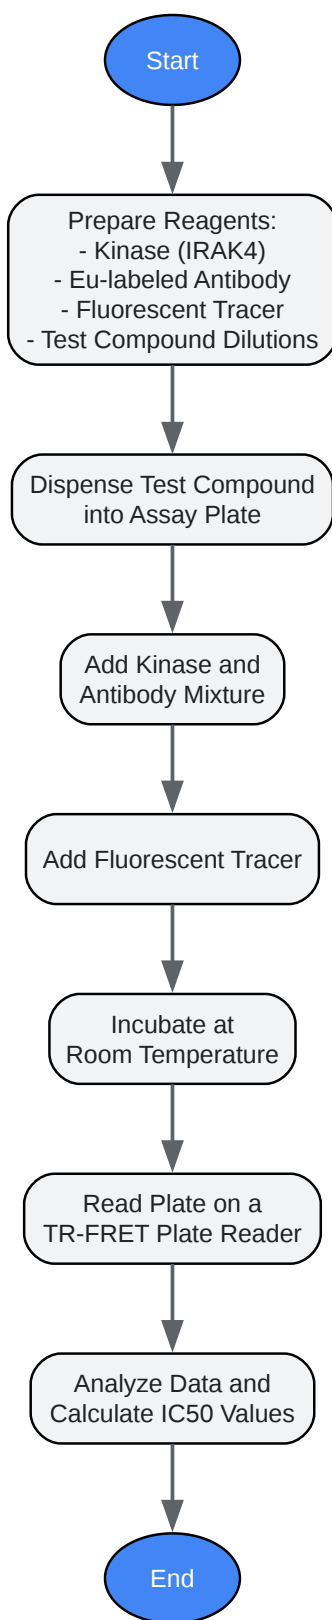 Start
Prepare Reagents:
- Kinase (IRAK4)
- Eu-labeled Antibody
- Fluorescent Tracer
- Test Compound Dilutions
Dispense Test Compound
into Assay Plate
Add Kinase and
Antibody Mixture
Add Fluorescent Tracer
Incubate at
Room Temperature
Read Plate on a
TR-FRET Plate Reader
Analyze Data and
Calculate IC50 Values
End